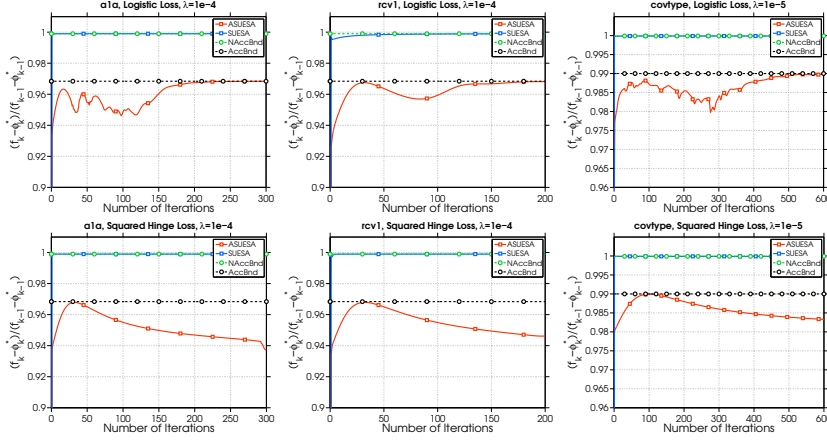 a1a, Logistic Loss, λ=1e-4
1
0.98
0.96
0.94
0.92
0.9
0 50 100 150 200 250 300
Number of Iterations
(f_k-ϕ*_k)/(f_{k-1}-ϕ*_{k-1})
ASUESA
SUESA
NAccBnd
AccBnd
rcv1, Logistic Loss, λ=1e-4
1
0.98
0.96
0.94
0.92
0.9
0 50 100 150 200
Number of Iterations
(f_k-ϕ*_k)/(f_{k-1}-ϕ*_{k-1})
ASUESA
SUESA
NAccBnd
AccBnd
covtype, Logistic Loss, λ=1e-5
1
0.995
0.99
0.985
0.98
0.975
0.97
0.965
0.96
0 100 200 300 400 500 600
Number of Iterations
(f_k-ϕ*_k)/(f_{k-1}-ϕ*_{k-1})
ASUESA
SUESA
NAccBnd
AccBnd
a1a, Squared Hinge Loss, λ=1e-4
1
0.98
0.96
0.94
0.92
0.9
0 50 100 150 200 250 300
Number of Iterations
(f_k-ϕ*_k)/(f_{k-1}-ϕ*_{k-1})
ASUESA
SUESA
NAccBnd
AccBnd
rcv1, Squared Hinge Loss, λ=1e-4
1
0.98
0.96
0.94
0.92
0.9
0 50 100 150 200
Number of Iterations
(f_k-ϕ*_k)/(f_{k-1}-ϕ*_{k-1})
ASUESA
SUESA
NAccBnd
AccBnd
covtype, Squared Hinge Loss, λ=1e-5
1
0.995
0.99
0.985
0.98
0.975
0.97
0.965
0.96
0 100 200 300 400 500 600
Number of Iterations
(f_k-ϕ*_k)/(f_{k-1}-ϕ*_{k-1})
ASUESA
SUESA
NAccBnd
AccBnd